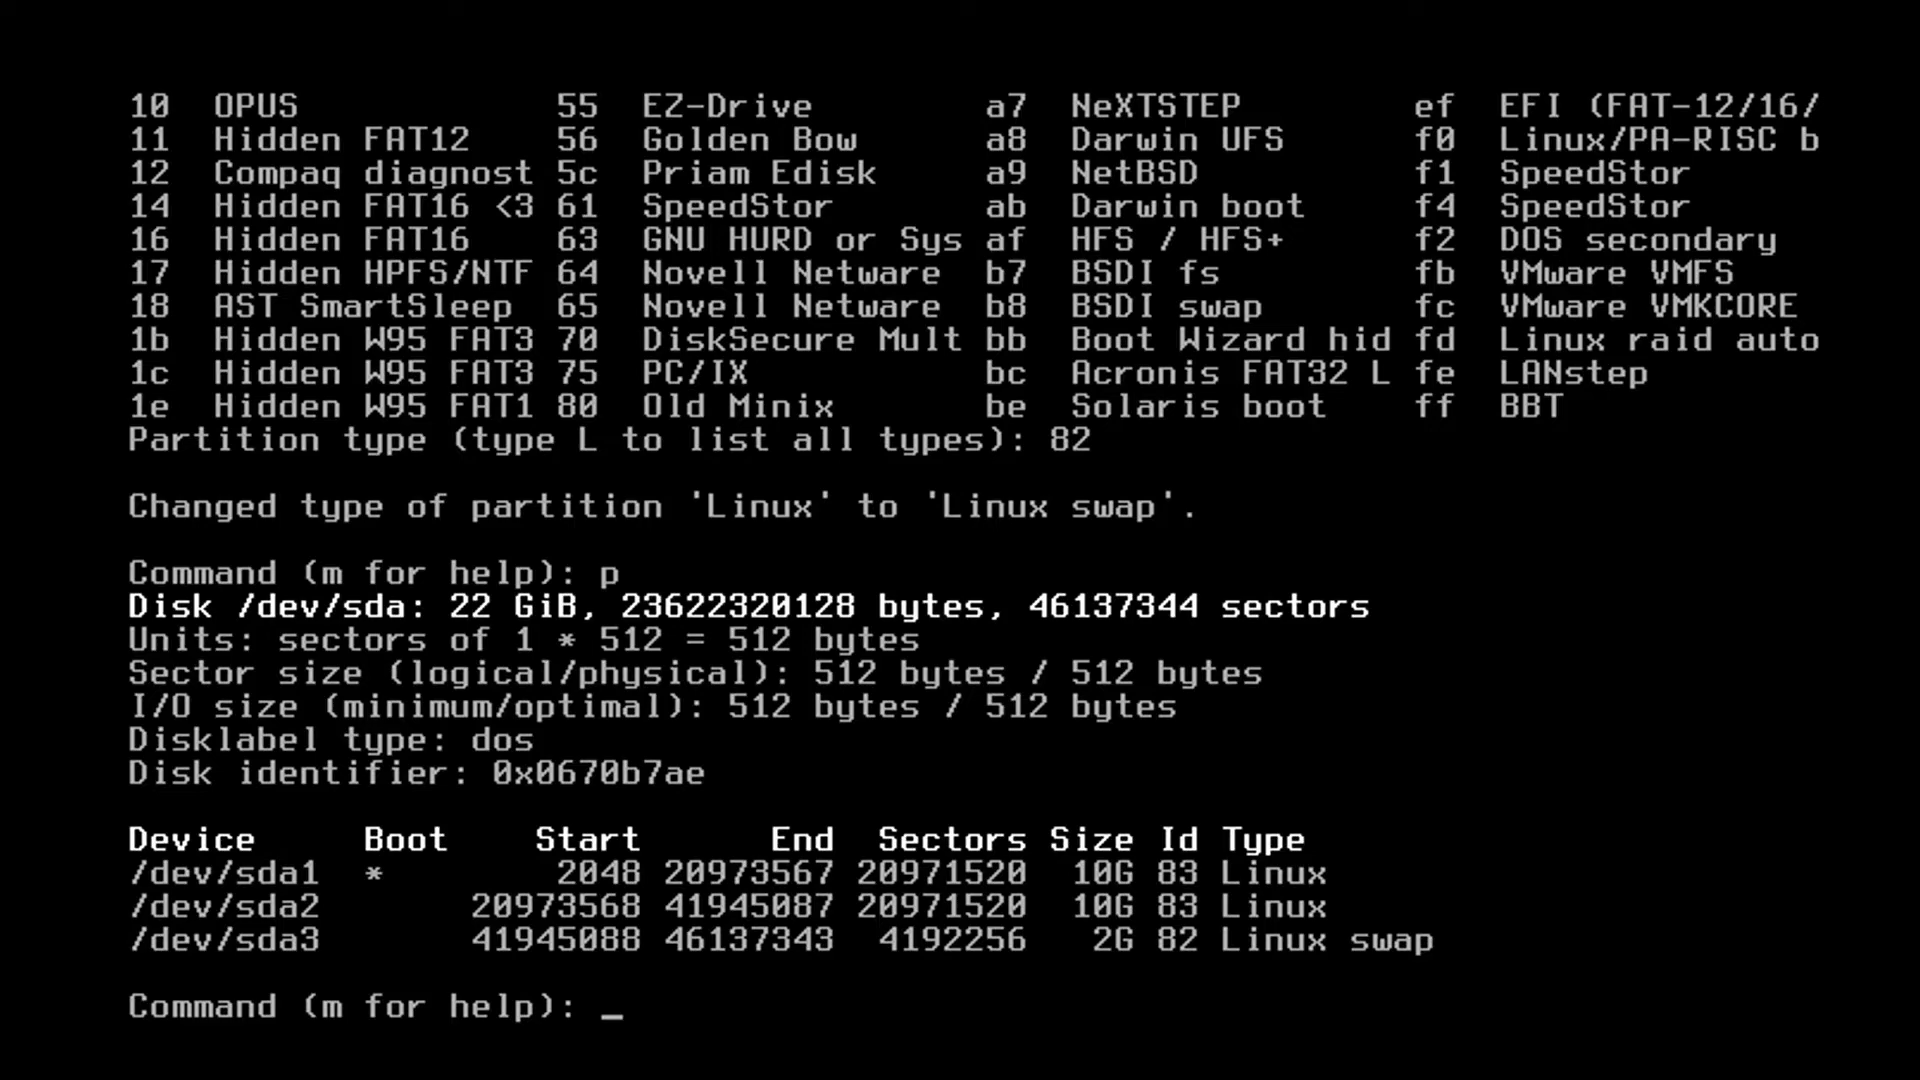 10  OPUS            55  EZ-Drive        a7  NeXTSTEP        ef  EFI (FAT-12/16/
11  Hidden FAT12    56  Golden Bow      a8  Darwin UFS      f0  Linux/PA-RISC b
12  Compaq diagnost 5c  Priam Edisk     a9  NetBSD          f1  SpeedStor
14  Hidden FAT16 <3 61  SpeedStor       ab  Darwin boot     f4  SpeedStor
16  Hidden FAT16    63  GNU HURD or Sys af  HFS / HFS+      f2  DOS secondary
17  Hidden HPFS/NTF 64  Novell Netware  b7  BSDI fs         fb  VMware VMFS
18  AST SmartSleep  65  Novell Netware  b8  BSDI swap       fc  VMware VMKCORE
1b  Hidden W95 FAT3 70  DiskSecure Mult bb  Boot Wizard hid fd  Linux raid auto
1c  Hidden W95 FAT3 75  PC/IX           bc  Acronis FAT32 L fe  LANstep
1e  Hidden W95 FAT1 80  Old Minix       be  Solaris boot    ff  BBT
Partition type (type L to list all types): 82
Changed type of partition 'Linux' to 'Linux swap'.
Command (m for help): p
Disk /dev/sda: 22 GiB, 23622320128 bytes, 46137344 sectors
Units: sectors of 1 * 512 = 512 bytes
Sector size (logical/physical): 512 bytes / 512 bytes
I/O size (minimum/optimal): 512 bytes / 512 bytes
Disklabel type: dos
Disk identifier: 0x0670b7ae
Device     Boot    Start      End  Sectors Size Id Type
/dev/sda1  *        2048 20973567 20971520  10G 83 Linux
/dev/sda2       20973568 41945087 20971520  10G 83 Linux
/dev/sda3       41945088 46137343  4192256   2G 82 Linux swap
Command (m for help): _